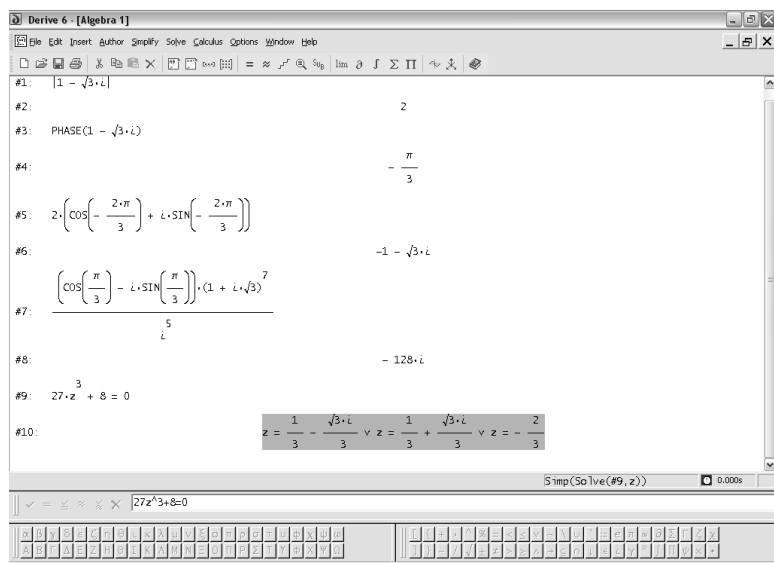 Derive 6 - [Algebra 1]
File Edit Insert Author Simplify Solve Calculus Options Window Help
= ≈ Sub lim ∂ ∫ Σ Π
#1: |1 - √3·i|
#2: 2
#3: PHASE(1 - √3·i)
#4: - π/3
#5: 2·(COS(- 2·π/3) + i·SIN(- 2·π/3))
#6: -1 - √3·i
#7: (COS(π/3) - i·SIN(π/3))·(1 + i·√3)^7 / i^5
#8: - 128·i
#9: 27·z^3 + 8 = 0
#10: z = 1/3 - √3·i/3 ∨ z = 1/3 + √3·i/3 ∨ z = - 2/3
Simp(Solve(#9,z)) 0.000s
27z^3+8=0
α β γ δ ε ζ η θ ι κ λ μ ν ξ ο π ρ σ τ υ φ χ ψ ω
Α Β Γ Δ Ε Ζ Η Θ Ι Κ Λ Μ Ν Ξ Ο Π Ρ Σ Τ Υ Φ Χ Ψ Ω